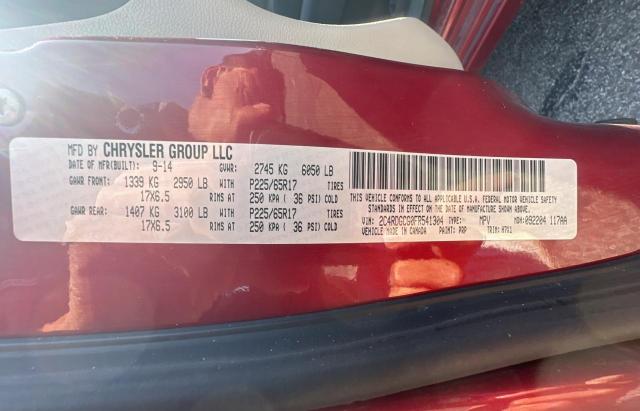 MFD BY CHRYSLER GROUP LLC
DATE OF MFR(BUILT): 9-14 GVWR: 2745 KG 6050 LB
GAWR FRONT: 1339 KG 2950 LB WITH P225/65R17 TIRES
17X6.5 RIMS AT 250 KPA ( 36 PSI) COLD
GAWR REAR: 1407 KG 3100 LB WITH P225/65R17 TIRES
17X6.5 RIMS AT 250 KPA ( 36 PSI) COLD
THIS VEHICLE CONFORMS TO ALL APPLICABLE U.S.A. FEDERAL MOTOR VEHICLE SAFETY
STANDARDS IN EFFECT ON THE DATE OF MANUFACTURE SHOWN ABOVE.
VIN: 2C4RDGCG0FR541304 TYPE: MPV MDH: 092204 117AA
VEHICLE MADE IN CANADA PAINT: PRP TRIM: